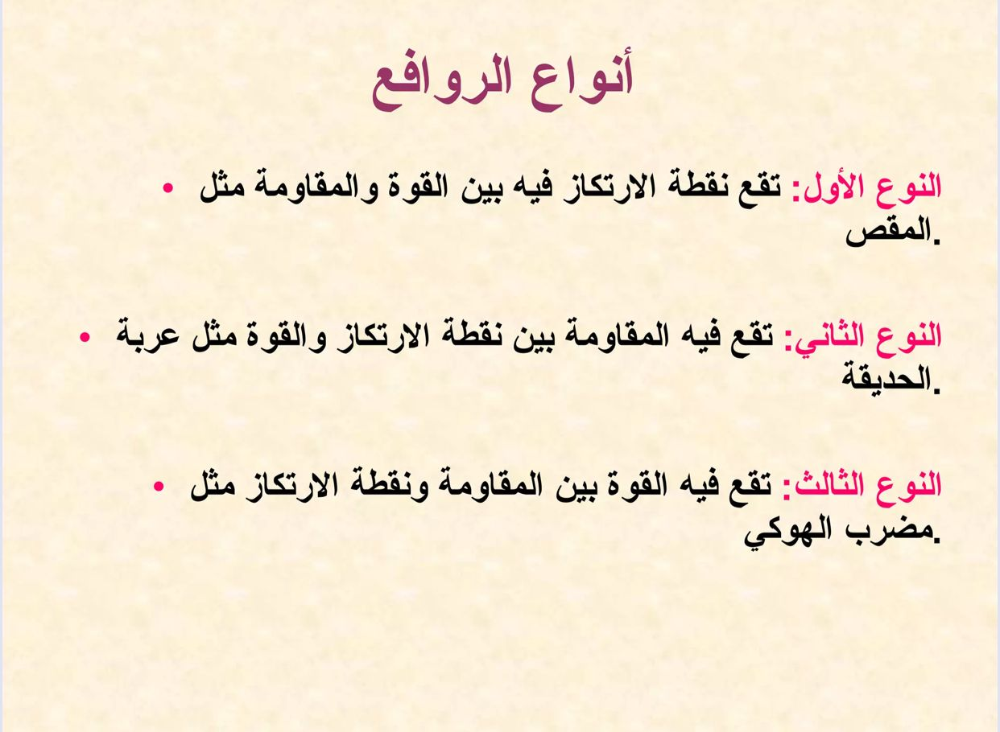 أنواع الروافع
النوع الأول: تقع نقطة الارتكاز فيه بين القوة والمقاومة مثل •
المقص.
النوع الثاني: تقع فيه المقاومة بين نقطة الارتكاز والقوة مثل عربة •
الحديقة.
النوع الثالث: تقع فيه القوة بين المقاومة ونقطة الارتكاز مثل •
مضرب الهوكي.